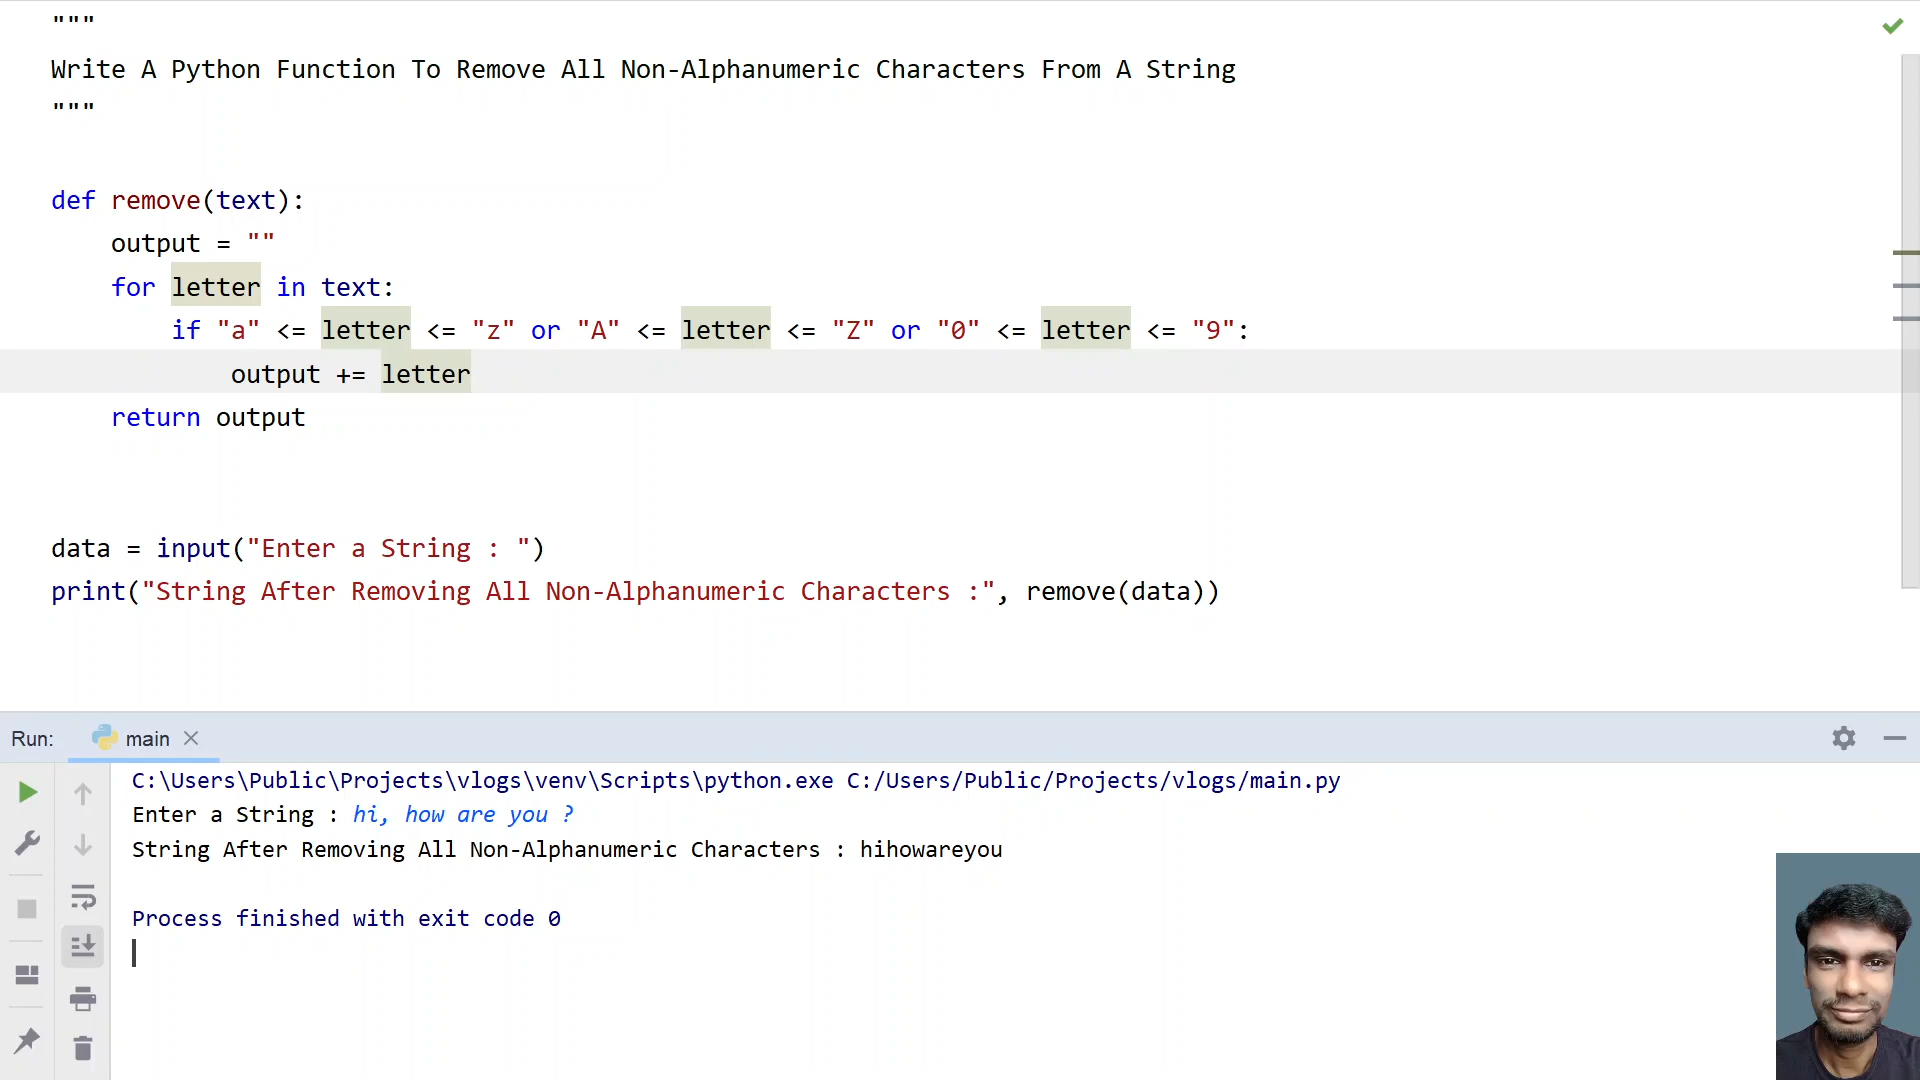 """
Write A Python Function To Remove All Non-Alphanumeric Characters From A String
"""
def remove(text):
    output = ""
    for letter in text:
        if "a" <= letter <= "z" or "A" <= letter <= "Z" or "0" <= letter <= "9":
            output += letter
    return output
data = input("Enter a String : ")
print("String After Removing All Non-Alphanumeric Characters :", remove(data))
Run: main
C:\Users\Public\Projects\vlogs\venv\Scripts\python.exe C:/Users/Public/Projects/vlogs/main.py
Enter a String : hi, how are you ?
String After Removing All Non-Alphanumeric Characters : hihowareyou
Process finished with exit code 0